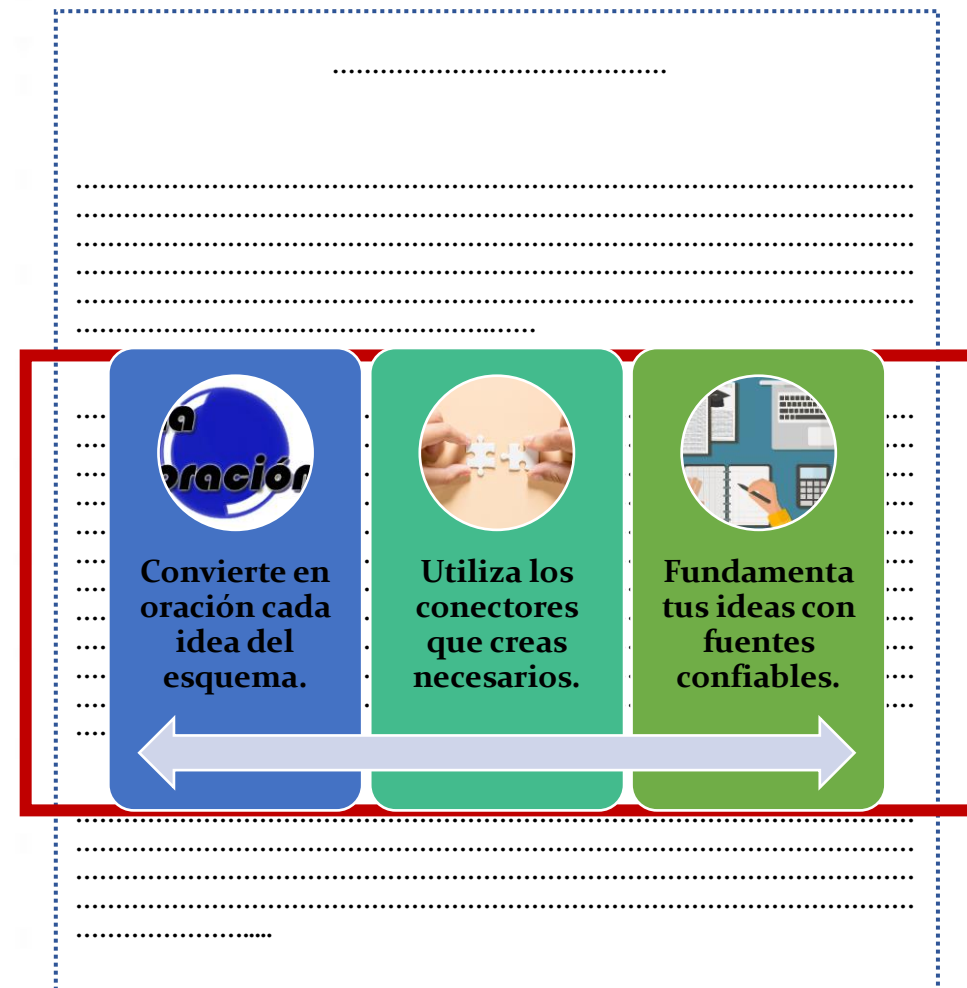 a
oración
Convierte en
oración cada
idea del
esquema.
Utiliza los
conectores
que creas
necesarios.
Fundamenta
tus ideas con
fuentes
confiables.